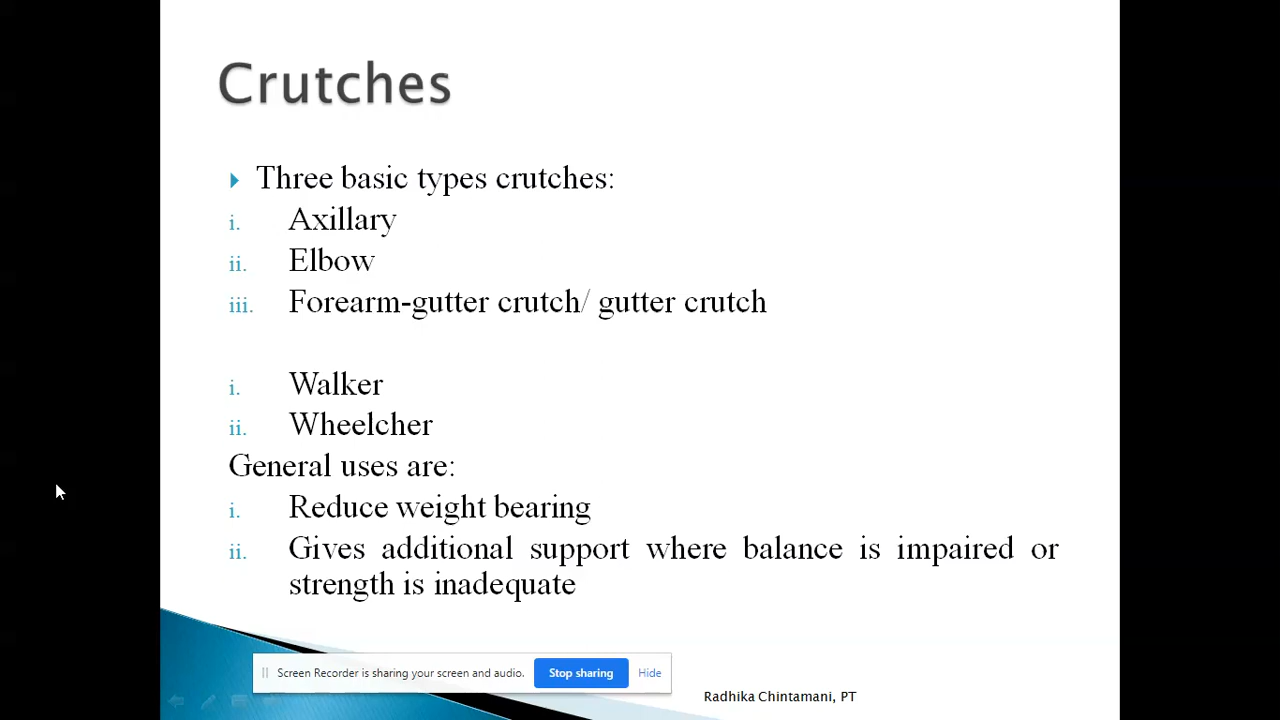 Crutches
Three basic types crutches:
i. Axillary
ii. Elbow
iii. Forearm-gutter crutch/ gutter crutch
i. Walker
ii. Wheelcher
General uses are:
i. Reduce weight bearing
ii. Gives additional support where balance is impaired or
strength is inadequate
Screen Recorder is sharing your screen and audio. Stop sharing Hide
Radhika Chintamani, PT